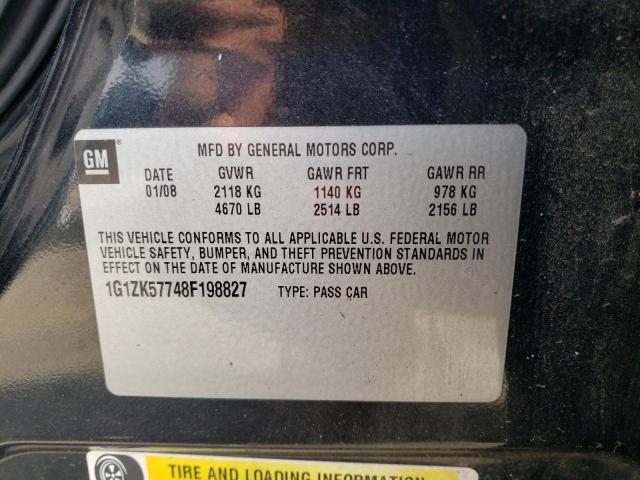 GM
MFD BY GENERAL MOTORS CORP.
DATE GVWR GAWR FRT GAWR RR
01/08 2118 KG 1140 KG 978 KG
4670 LB 2514 LB 2156 LB
THIS VEHICLE CONFORMS TO ALL APPLICABLE U.S. FEDERAL MOTOR
VEHICLE SAFETY, BUMPER, AND THEFT PREVENTION STANDARDS IN
EFFECT ON THE DATE OF MANUFACTURE SHOWN ABOVE.
1G1ZK57748F198827 TYPE: PASS CAR
TIRE AND LOADING INFORMATION